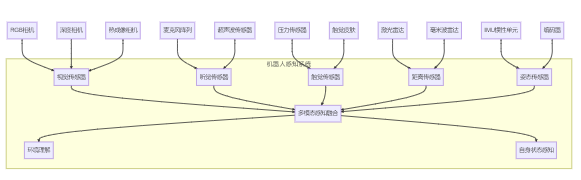 RGB相机
深度相机
热成像相机
麦克风阵列
超声波传感器
压力传感器
触觉皮肤
激光雷达
毫米波雷达
IMU惯性单元
编码器
机器人感知系统
视觉传感器
听觉传感器
触觉传感器
距离传感器
姿态传感器
多模态感知融合
环境理解
自身状态感知